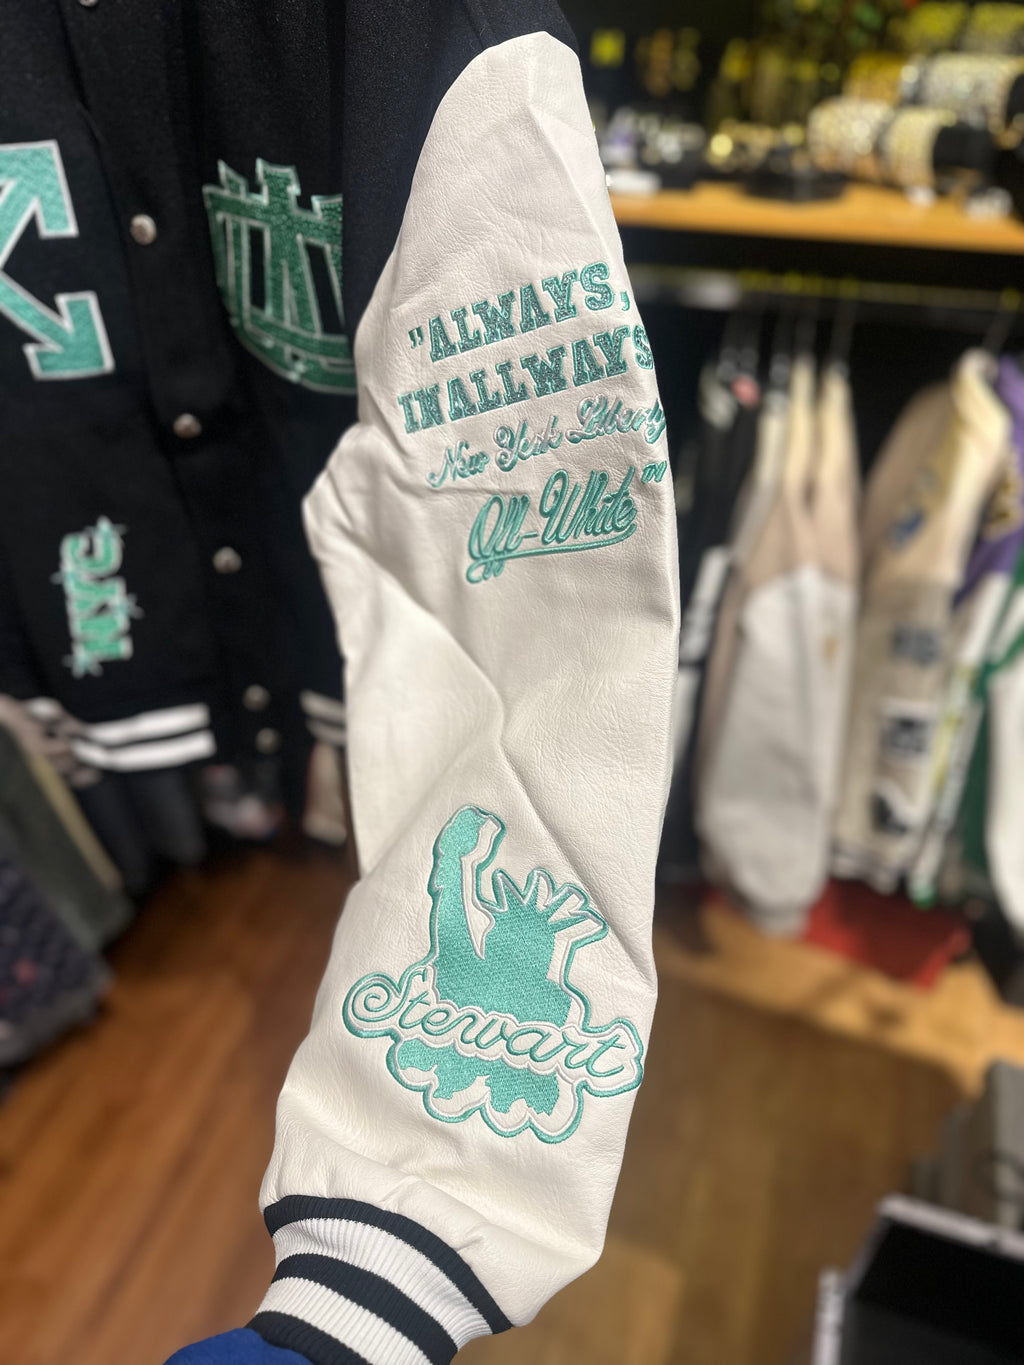 "ALWAYS,
INALLWAYS
New York Liberty
Off-White™
NYC
Stewart